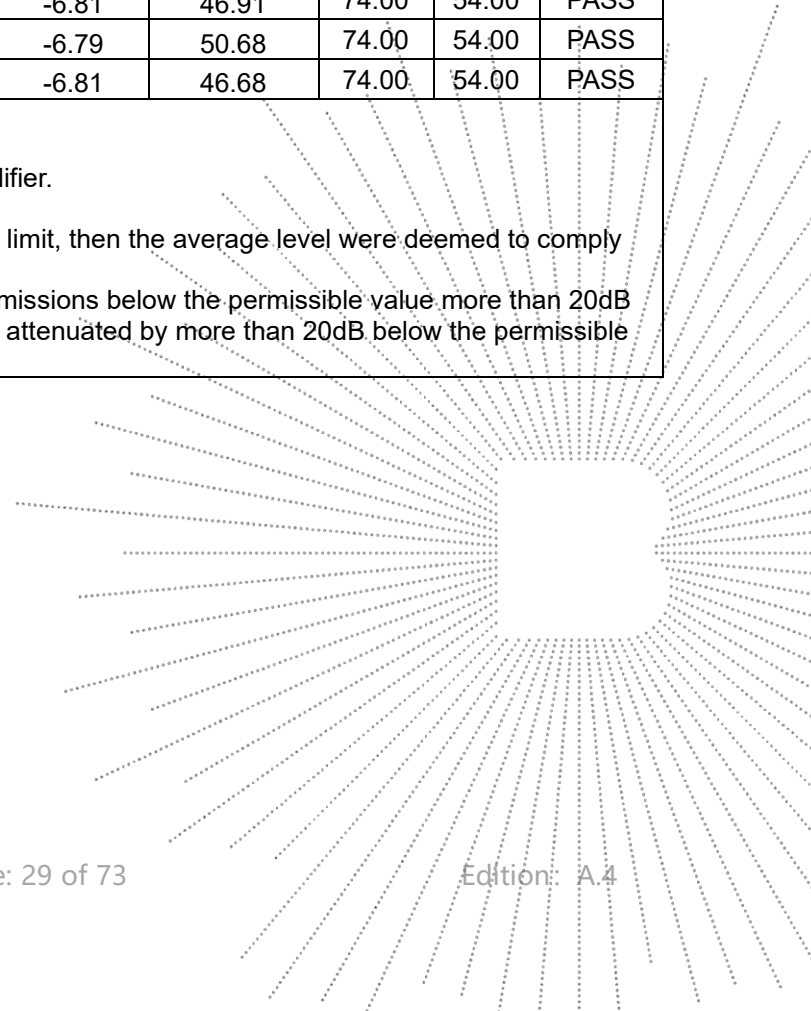 -6.81 46.91 74.00 54.00 PASS
-6.79 50.68 74.00 54.00 PASS
-6.81 46.68 74.00 54.00 PASS
lifier.
limit, then the average level were deemed to comply
missions below the permissible value more than 20dB
attenuated by more than 20dB below the permissible
e: 29 of 73 Edition: A.4